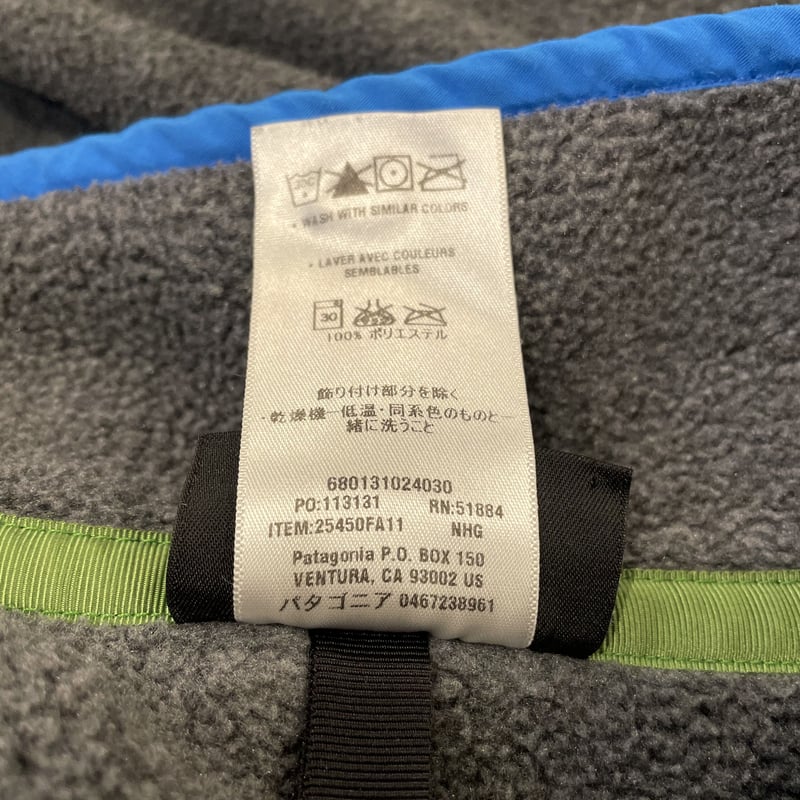 30C
• WASH WITH SIMILAR COLORS
• LAVER AVEC COULEURS
SEMBLABLES
30
100% ポリエステル
飾り付け部分を除く
・乾燥機－低温・同系色のものと一
緒に洗うこと
680131024030
PO:113131 RN:51884
ITEM:25450FA11 NHG
Patagonia P.O. BOX 150
VENTURA, CA 93002 US
パタゴニア 0467238961